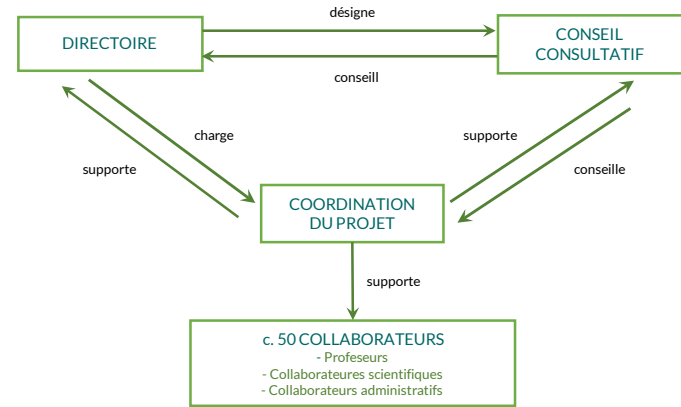 désigne
DIRECTOIRE
CONSEIL
CONSULTATIF
conseill
charge
supporte
supporte
conseille
COORDINATION
DU PROJET
supporte
c. 50 COLLABORATEURS
- Profeseurs
- Collaborateures scientifiques
- Collaborateurs administratifs